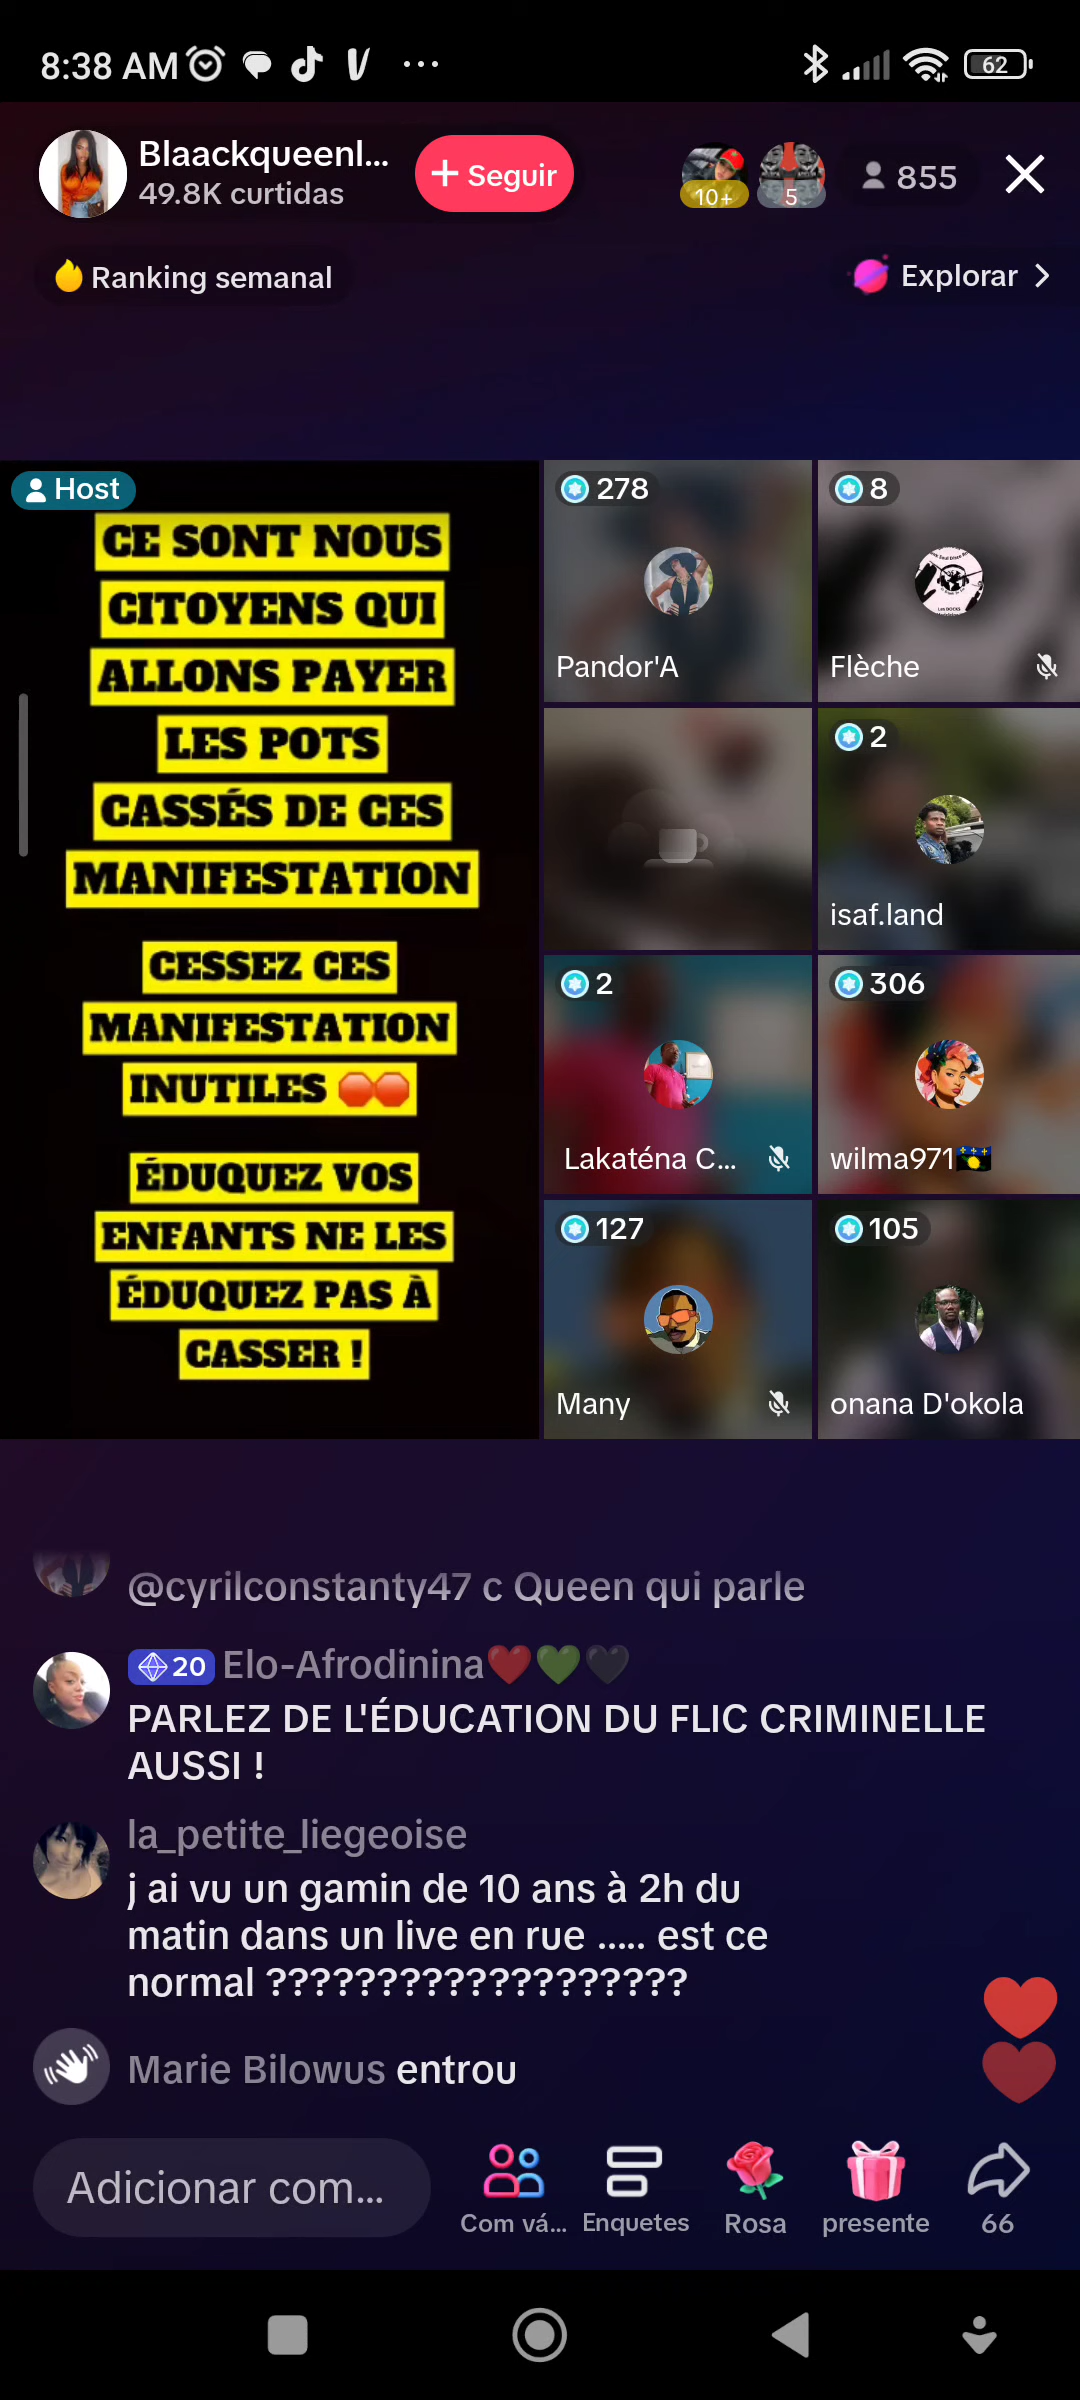 8:38 AM
62
Blaackqueenl...
49.8K curtidas
+ Seguir
10+
5
855
Ranking semanal
Explorar
Host
CE SONT NOUS
CITOYENS QUI
ALLONS PAYER
LES POTS
CASSÉS DE CES
MANIFESTATION
CESSEZ CES
MANIFESTATION
INUTILES 🛑🛑
ÉDUQUEZ VOS
ENFANTS NE LES
ÉDUQUEZ PAS À
CASSER !
278
Pandor'A
8
Flèche
2
isaf.land
2
Lakaténa C...
306
wilma971
127
Many
105
onana D'okola
@cyrilconstanty47 c Queen qui parle
20 Elo-Afrodinina❤️💚🖤
PARLEZ DE L'ÉDUCATION DU FLIC CRIMINELLE
AUSSI !
la_petite_liegeoise
j ai vu un gamin de 10 ans à 2h du
matin dans un live en rue ..... est ce
normal ???????????????????
Marie Bilowus entrou
Adicionar com...
Com vá...
Enquetes
Rosa
presente
66